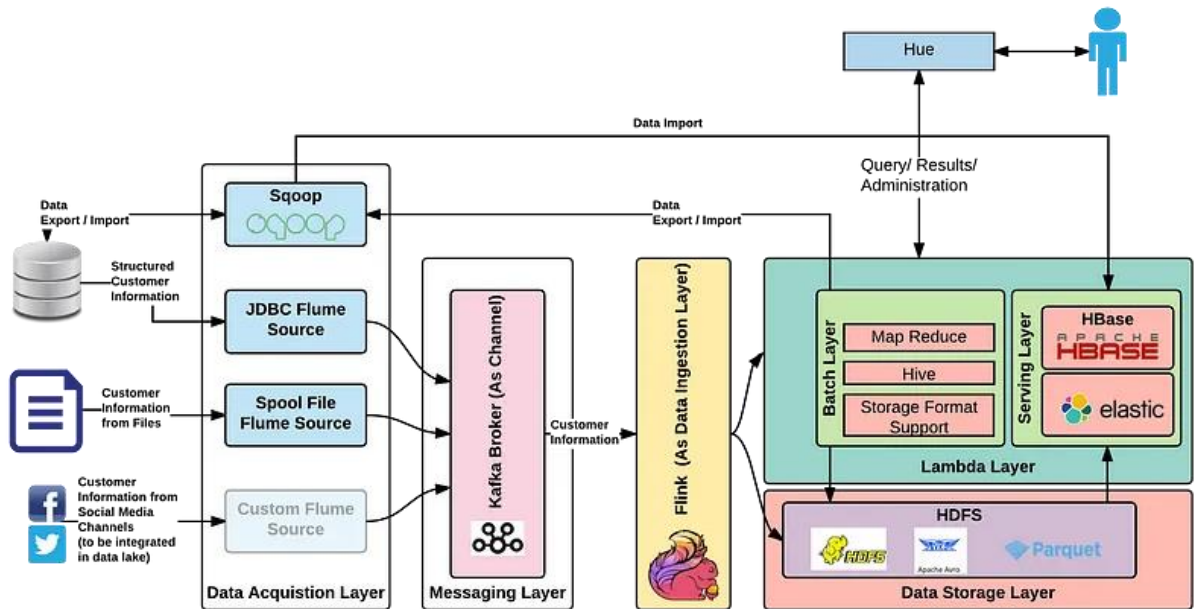 Hue
Data Import
Query/ Results/
Administration
Sqoop
sqoop
Data
Export / Import
Data
Export / Import
Structured
Customer
Information
JDBC Flume
Source
Customer
Information
from Files
Spool File
Flume Source
Customer
Information from
Social Media
Channels
(to be integrated
in data lake)
Custom Flume
Source
Data Acquistion Layer
Kafka Broker (As Channel)
Messaging Layer
Customer
Information
Flink (As Data Ingestion Layer)
Batch Layer
Map Reduce
Hive
Storage Format
Support
Serving Layer
HBase
APACHE
HBASE
elastic
Lambda Layer
HDFS
HDFS
Apache Avro
Parquet
Data Storage Layer